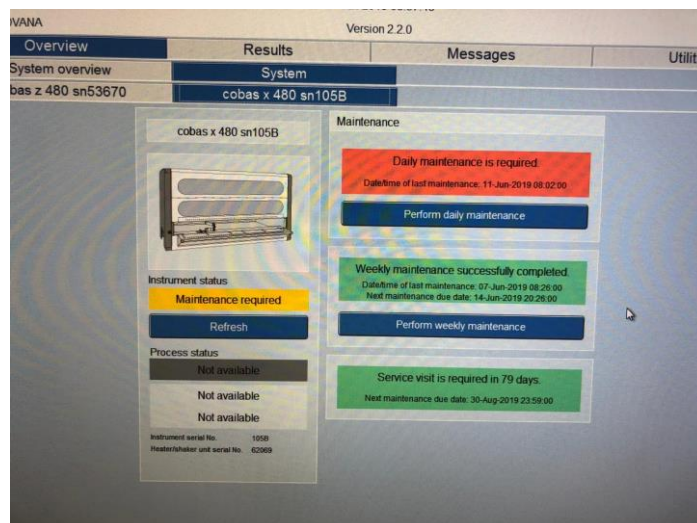 OVANA
Version 2.2.0
Overview
Results
Messages
System overview
System
bas z 480 sn53670
cobas x 480 sn105B
cobas x 480 sn105B
Instrument status
Maintenance required
Refresh
Process status
Not available
Not available
Not available
Instrument serial No. 105B
Heater/shaker unit serial No. 62069
Maintenance
Daily maintenance is required.
Date/time of last maintenance: 11-Jun-2019 08:02:00
Perform daily maintenance
Weekly maintenance successfully completed.
Date/time of last maintenance: 07-Jun-2019 08:26:00
Next maintenance due date: 14-Jun-2019 20:26:00
Perform weekly maintenance
Service visit is required in 79 days.
Next maintenance due date: 30-Aug-2019 23:59:00